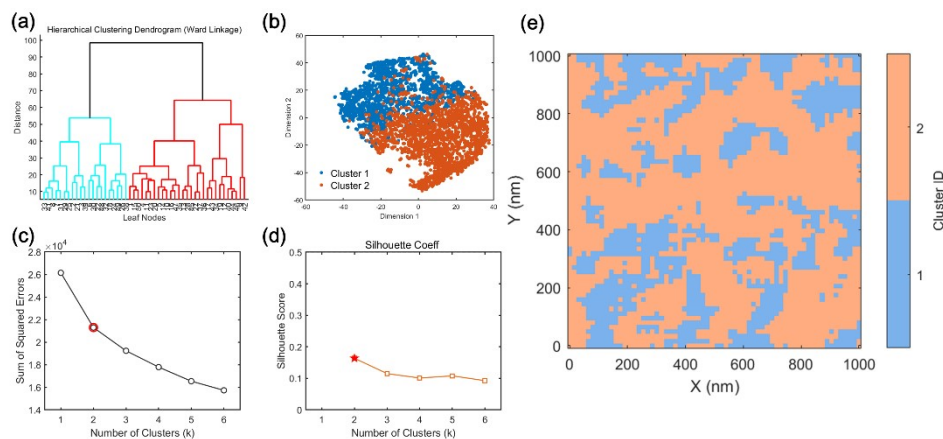 (a)
Hierarchical Clustering Dendrogram (Ward Linkage)
100
90
80
70
60
50
40
30
20
10
Distance
Leaf Nodes
(b)
60
40
20
0
-20
-40
-60
Dimension 2
Cluster 1
Cluster 2
-60 -40 -20 0 20 40
Dimension 1
(c)
×10⁴
2.8
2.6
2.4
2.2
2
1.8
1.6
1.4
Sum of Squared Errors
1 2 3 4 5 6
Number of Clusters (k)
(d)
Silhouette Coeff
0.5
0.4
0.3
0.2
0.1
0
Silhouette Score
1 2 3 4 5 6
Number of Clusters (k)
(e)
1000
800
600
400
200
0
Y (nm)
0 200 400 600 800 1000
X (nm)
2
1
Cluster ID